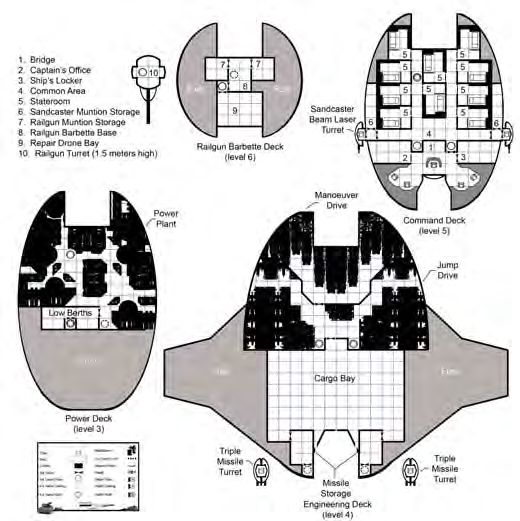 1. Bridge
2. Captain's Office
3. Ship's Locker
4. Common Area
5. Stateroom
6. Sandcaster Muntion Storage
7. Railgun Muntion Storage
8. Railgun Barbette Base
9. Repair Drone Bay
10. Railgun Turret (1.5 meters high)
10
7
7
8
9
Railgun Barbette Deck
(level 6)
5
5
5
5
5
5
5
5
5
5
6
6
4
1
2
3
Sandcaster
Beam Laser
Turret
Command Deck
(level 5)
Power
Plant
Low Berths
Power Deck
(level 3)
Manoeuver
Drive
Jump
Drive
Cargo Bay
Triple
Missile
Turret
Missile
Storage
Triple
Missile
Turret
Engineering Deck
(level 4)